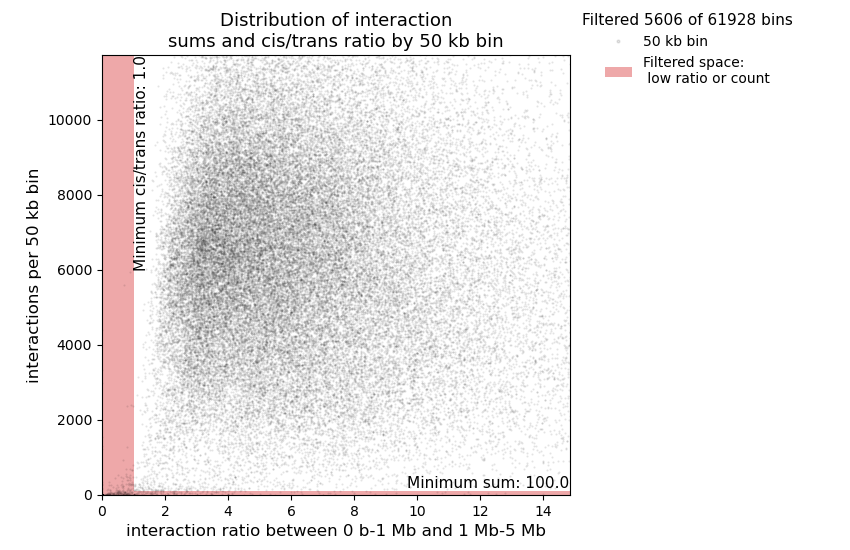 Distribution of interaction
sums and cis/trans ratio by 50 kb bin
Filtered 5606 of 61928 bins
50 kb bin
Filtered space:
low ratio or count
interactions per 50 kb bin
10000
8000
6000
4000
2000
0
Minimum cis/trans ratio: 1.0
Minimum sum: 100.0
0 2 4 6 8 10 12 14
interaction ratio between 0 b-1 Mb and 1 Mb-5 Mb